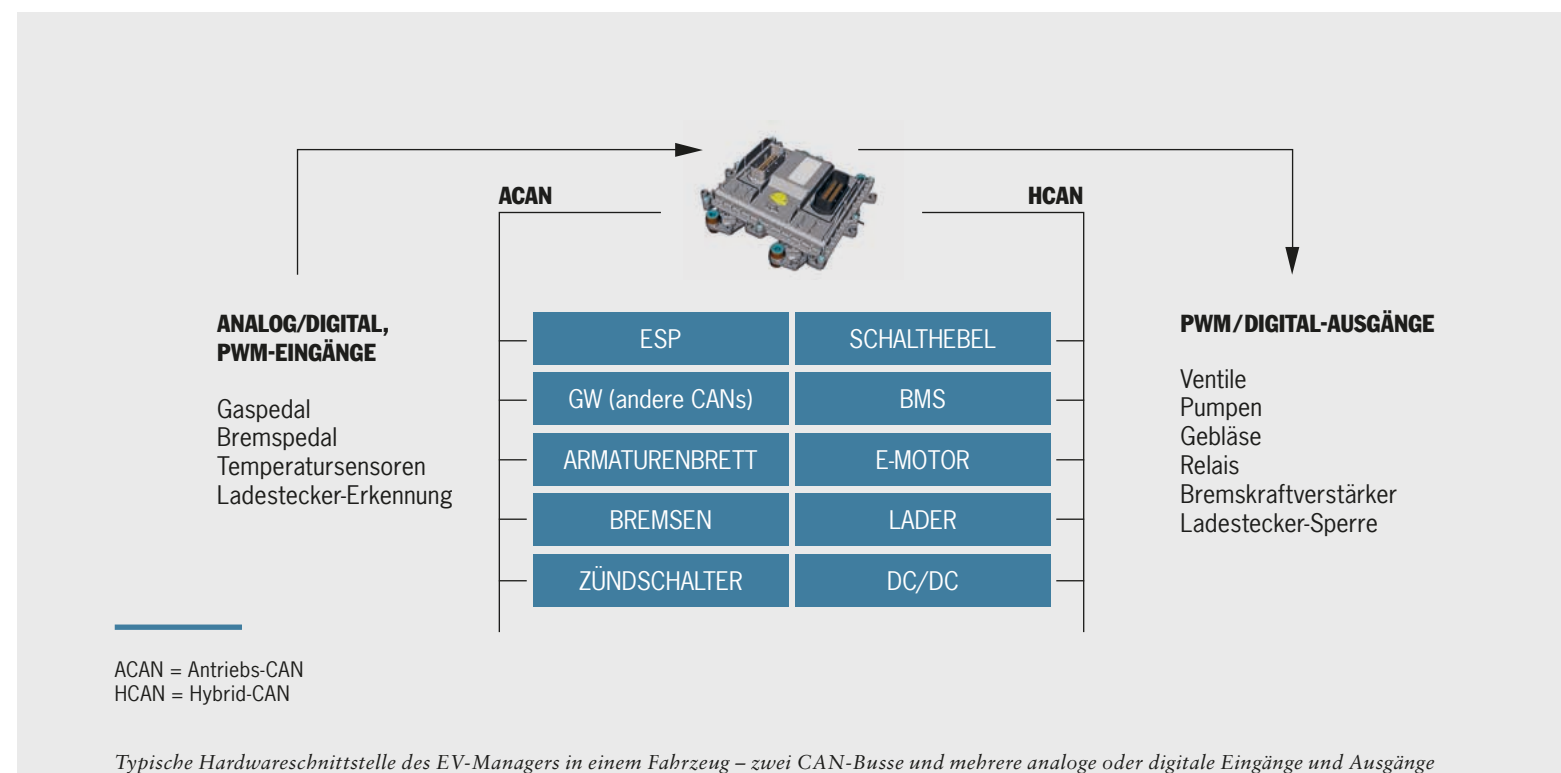 ACAN
HCAN
ANALOG/DIGITAL,
PWM-EINGÄNGE
Gaspedal
Bremspedal
Temperatursensoren
Ladestecker-Erkennung
ESP
SCHALTHEBEL
GW (andere CANs)
BMS
ARMATURENBRETT
E-MOTOR
BREMSEN
LADER
ZÜNDSCHALTER
DC/DC
PWM/DIGITAL-AUSGÄNGE
Ventile
Pumpen
Gebläse
Relais
Bremskraftverstärker
Ladestecker-Sperre
ACAN = Antriebs-CAN
HCAN = Hybrid-CAN
Typische Hardwareschnittstelle des EV-Managers in einem Fahrzeug – zwei CAN-Busse und mehrere analoge oder digitale Eingänge und Ausgänge